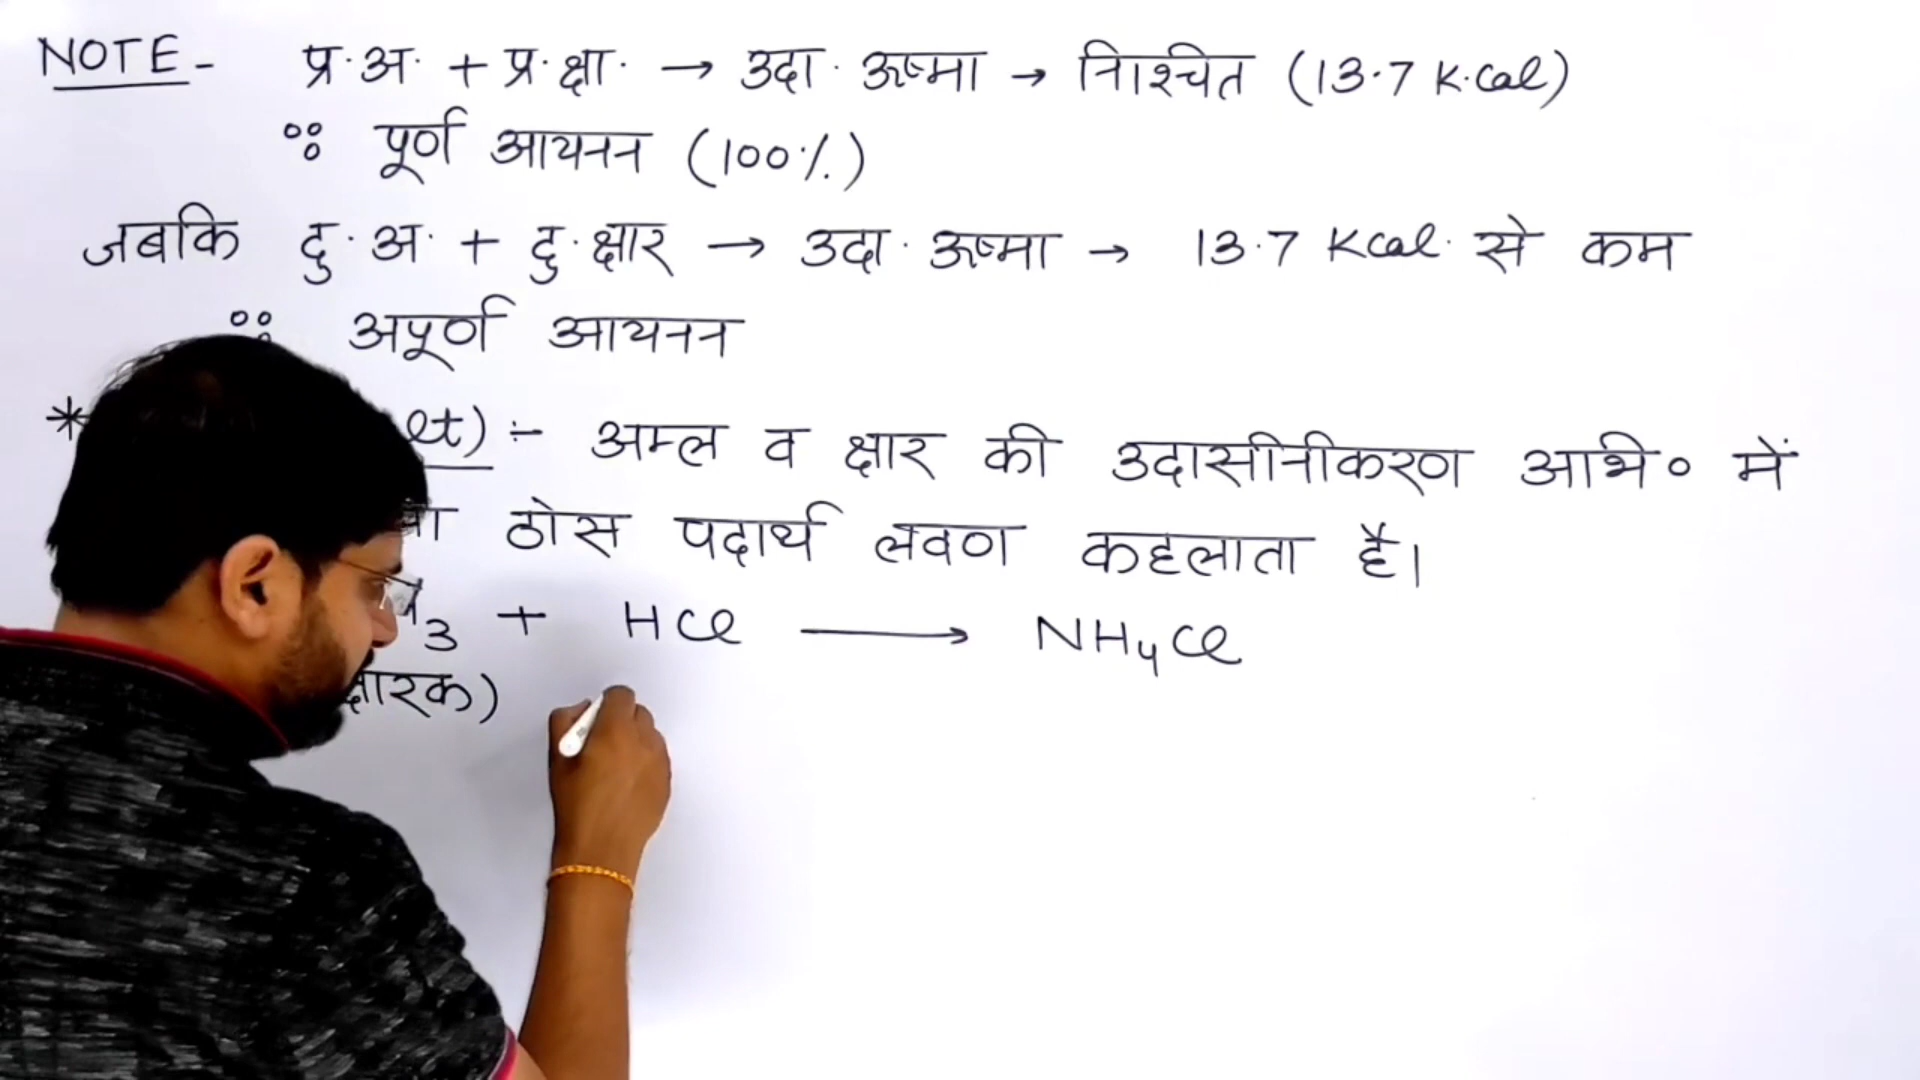 NOTE - प्र. अ. + प्र. क्षा. → उदा. ऊष्मा → निश्चित (13.7 K.Cal)
∵ पूर्ण आयनन (100%)
जबकि दु. अ. + दु. क्षार → उदा. ऊष्मा → 13.7 Kcal. से कम
∵ अपूर्ण आयनन
* :- अम्ल व क्षार की उदासीनीकरण अभि० में
ठोस पदार्थ लवण कहलाता है।
3 + HCl ⟶ NH4Cl